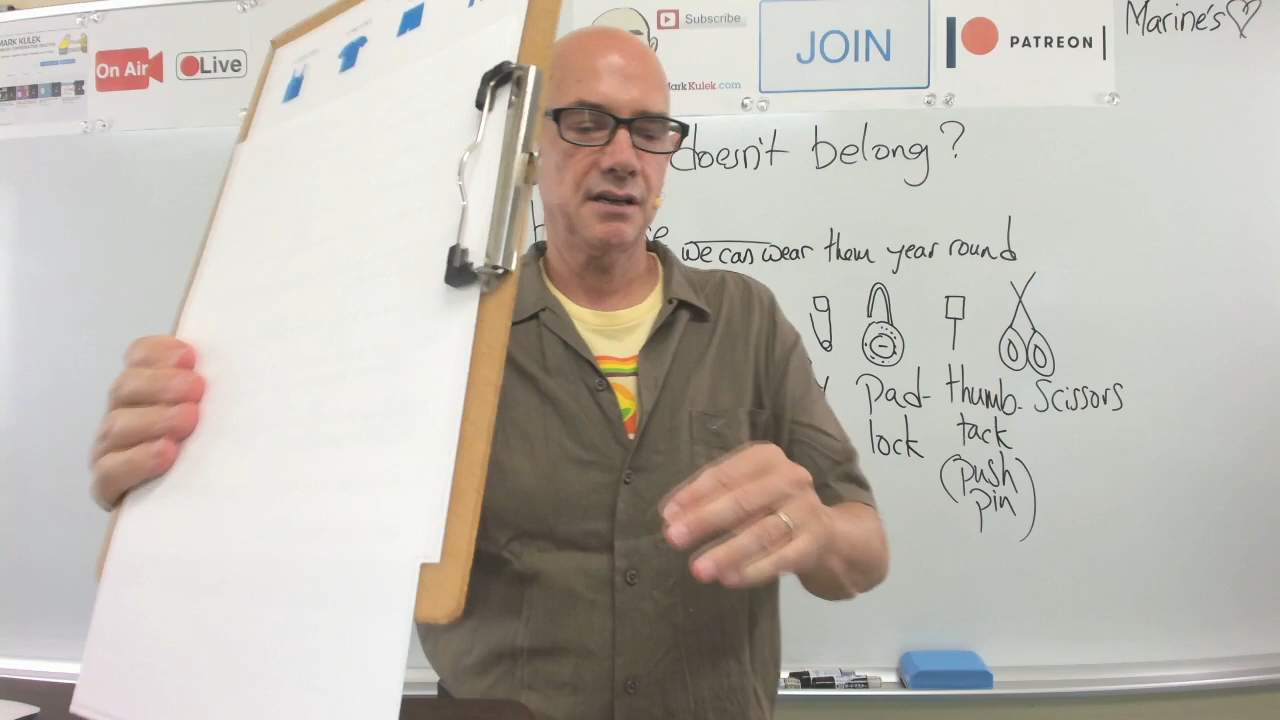 MARK KULEK
On Air
Live
Subscribe
MarkKulek.com
JOIN
PATREON
Marine's
doesn't belong?
we can wear them year round
Pad- thumb- Scissors
lock tack
(push
pin)